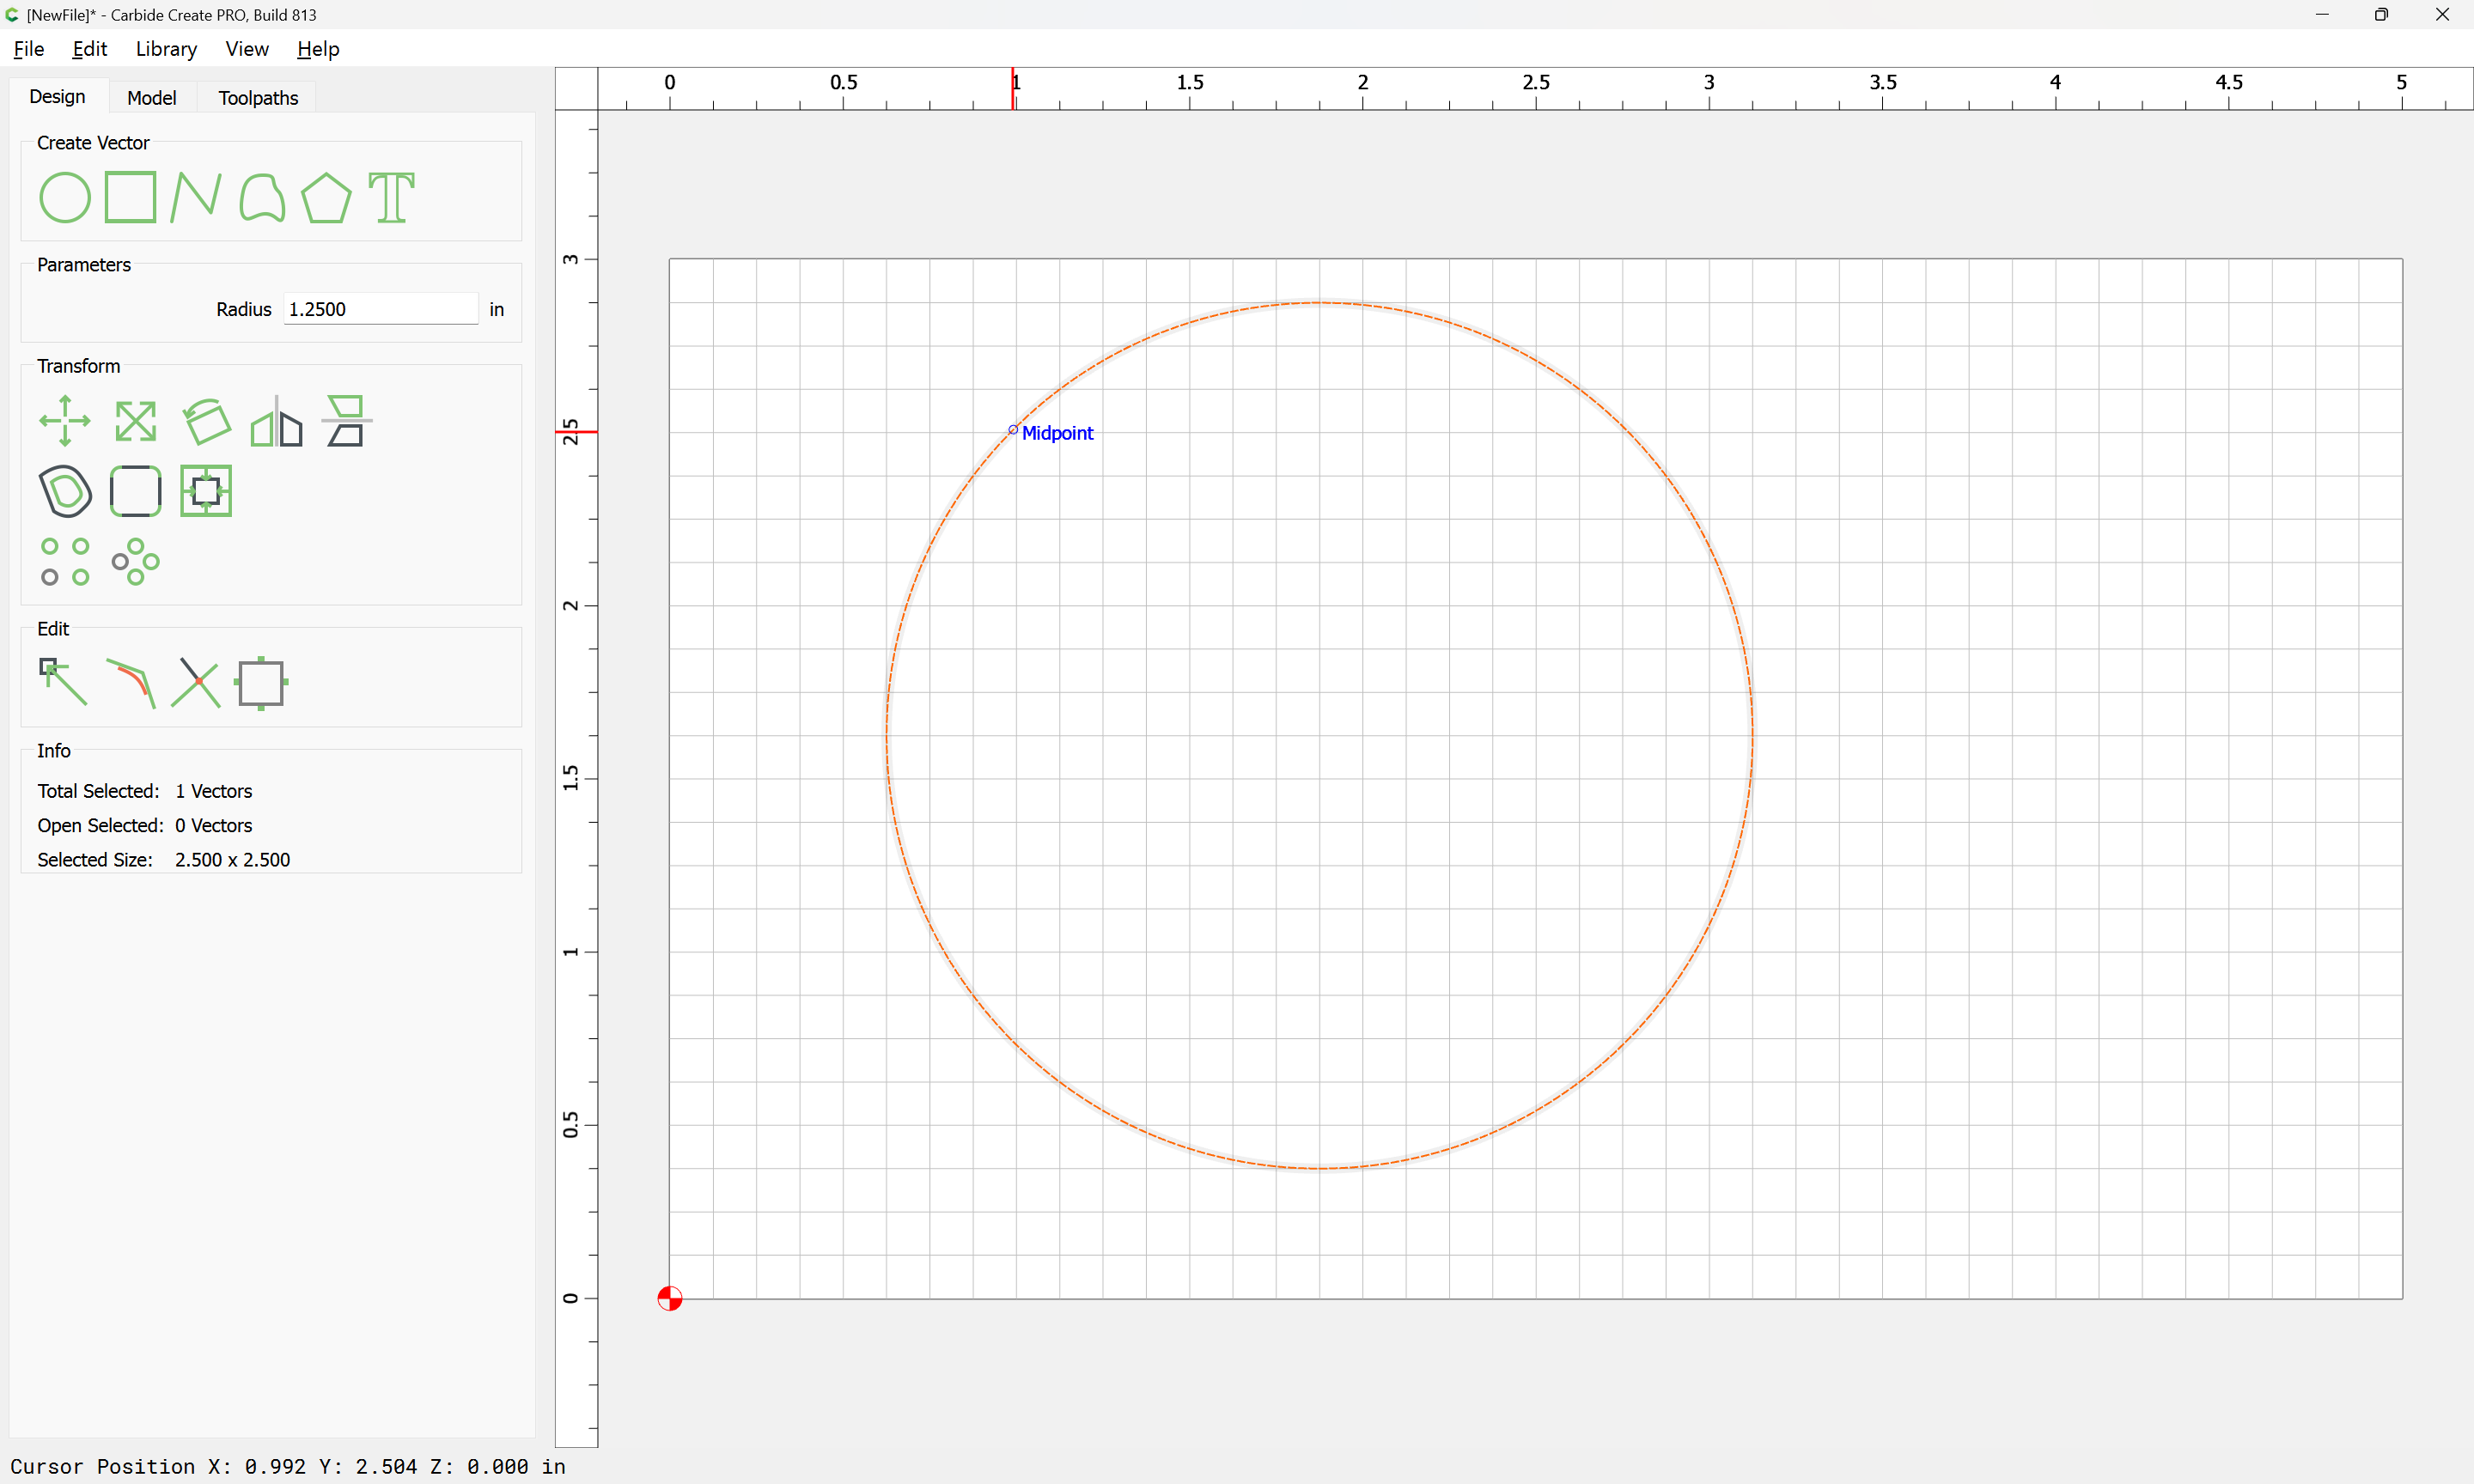 [NewFile]* - Carbide Create PRO, Build 813
File Edit Library View Help
Design Model Toolpaths
Create Vector
Parameters
Radius 1.2500 in
Transform
Edit
Info
Total Selected: 1 Vectors
Open Selected: 0 Vectors
Selected Size: 2.500 x 2.500
0 0.5 1 1.5 2 2.5 3 3.5 4 4.5 5
3
2.5
2
1.5
1
0.5
0
Midpoint
Cursor Position X: 0.992 Y: 2.504 Z: 0.000 in